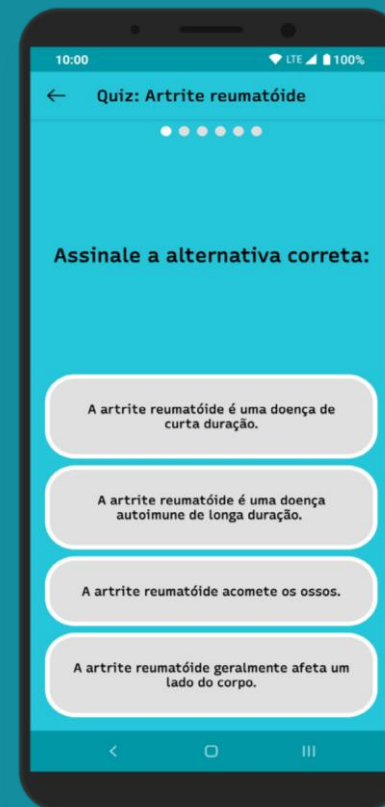 10:00
LTE
100%
Quiz: Artrite reumatóide
Assinale a alternativa correta:
A artrite reumatóide é uma doença de
curta duração.
A artrite reumatóide é uma doença
autoimune de longa duração.
A artrite reumatóide acomete os ossos.
A artrite reumatóide geralmente afeta um
lado do corpo.